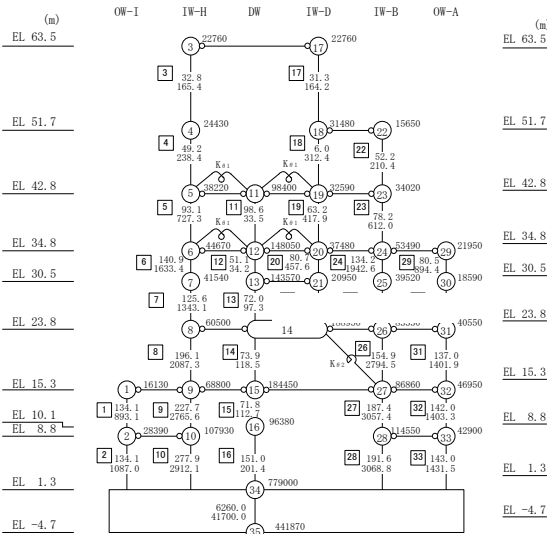 (m)
OW-I IW-H DW IW-D IW-B OW-A
(m)
EL 63.5
3 22760 17 22760
EL 63.5
3 32.8 17 31.3
165.4 164.2
EL 51.7
4 24430 18 31480 22 15650
EL 51.7
4 49.2 18 6.0 22 52.2
238.4 312.4 210.4
K#1 K#1
EL 42.8
5 38220 11 98400 19 32590 23 34020
EL 42.8
5 93.1 11 98.6 19 63.2 23 78.2
727.3 33.5 417.9 612.0
K#1 K#1
EL 34.8
6 44670 12 148050 20 37480 24 53490 29 21950
EL 34.8
6 140.9 12 51.1 20 80.7 24 134.2 29 80.5
1633.4 34.2 457.6 1942.6 894.4
EL 30.5
7 41540 13 143570 21 20950 25 39520 30 18590
EL 30.5
7 125.6 13 72.0
1343.1 97.3
EL 23.8
8 60500 14 26 31 40550
EL 23.8
8 196.1 14 73.9 26 154.9 31 137.0
2087.3 118.5 2794.5 1401.9
K#2
EL 15.3
1 16130 9 68800 15 184450 27 86860 32 46950
EL 15.3
1 134.1 9 227.7 15 71.8 27 187.4 32 142.0
893.1 2765.6 112.7 3057.4 1403.3
EL 10.1
16 96380
EL 8.8
2 28390 10 107930 28 114550 33 42900
EL 8.8
2 134.1 10 277.9 16 151.0 28 191.6 33 143.0
1087.0 2912.1 201.4 3068.8 1431.5
EL 1.3
34 779000
EL 1.3
6260.0
41700.0
EL -4.7
35 441870
EL -4.7